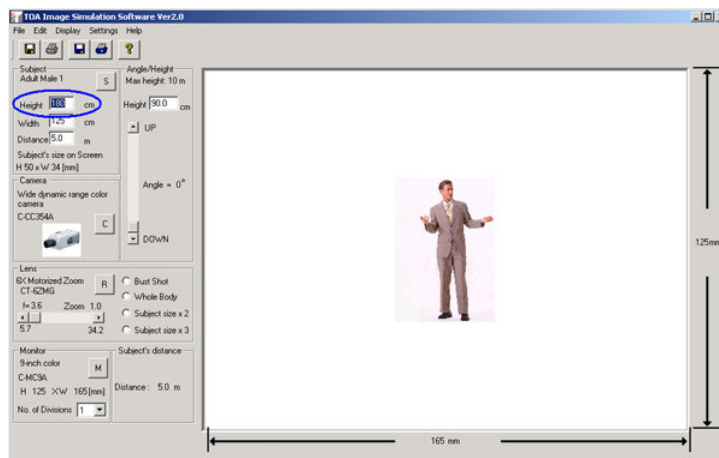 TOA Image Simulation Software Ver2.0
File Edit Display Settings Help
Subject
Adult Male 1
S
Height 180 cm
Width 125 cm
Distance 5.0 m
Subject's size on Screen
H 50 x W 34 [mm]
Angle/Height
Max height: 10 m
Height 90.0 cm
UP
Angle = 0°
DOWN
Camera
Wide dynamic range color
camera
C-CC354A
C
Lens
6X Motorized Zoom
CT-6ZMG
R
f= 3.6 Zoom 1.0
5.7 34.2
Bust Shot
Whole Body
Subject size x 2
Subject size x 3
Monitor
9-inch color
C-MC9A
M
H 125 XW 165[mm]
No. of Divisions 1
Subject's distance
Distance : 5.0 m
125mm
165 mm